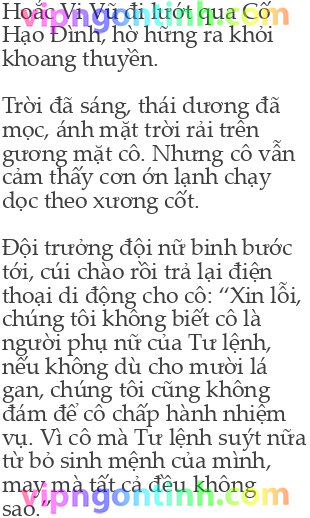 vipngontinh.com
Hoắc Vi Vũ đi lướt qua Cố
Hạo Đình, hờ hững ra khỏi
khoang thuyền.
Trời đã sáng, thái dương đã
mọc, ánh mặt trời rải trên
gương mặt cô. Nhưng cô vẫn
cảm thấy cơn ớn lạnh chạy
dọc theo xương cốt.
Đội trưởng đội nữ binh bước
tới, cúi chào rồi trả lại điện
thoại di động cho cô: “Xin lỗi,
chúng tôi không biết cô là
người phụ nữ của Tư lệnh,
nếu không dù cho mười lá
gan, chúng tôi cũng không
đám để cô chấp hành nhiệm
vụ. Vì cô mà Tư lệnh suýt nữa
từ bỏ sinh mệnh của mình,
may mà tất cả đều không
sao.”
vipngontinh.com